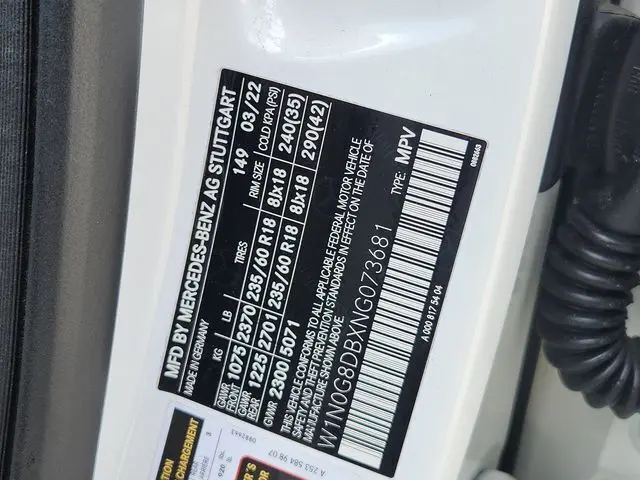 MFD BY MERCEDES-BENZ AG STUTTGART
MADE IN GERMANY 149 03/22
KG LB TIRES RIM SIZE COLD KPA(PSI)
GAWR FRONT 1075 2370 235/60 R18 8Jx18 240(35)
GAWR REAR 1225 2701 235/60 R18 8Jx18 290(42)
GVWR 2300 5071
THIS VEHICLE CONFORMS TO ALL APPLICABLE FEDERAL MOTOR VEHICLE
SAFETY AND THEFT PREVENTION STANDARDS IN EFFECT ON THE DATE OF
MANUFACTURE SHOWN ABOVE.
W1N0G8DBXNG073681 TYPE: MPV
A 000 817 54 04
CHARGEMENT
920
A 253 584 98 07